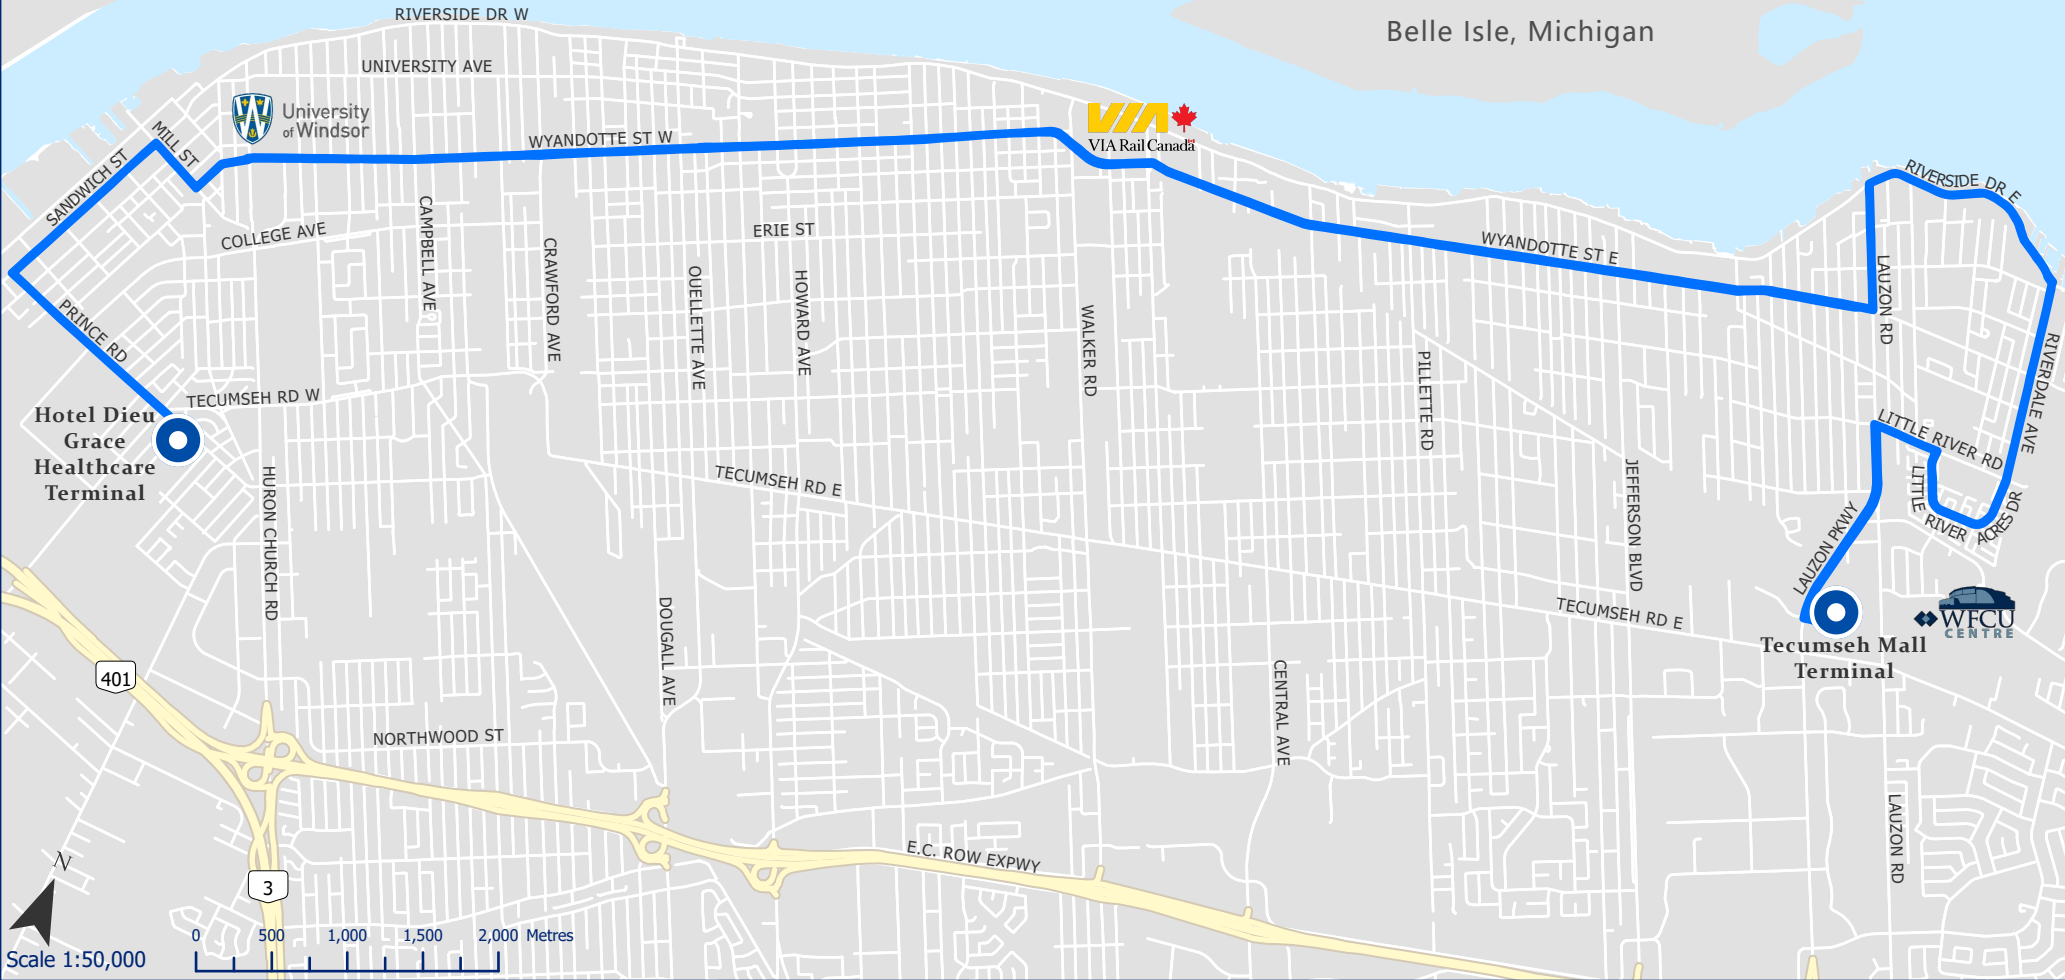 RIVERSIDE DR W
Belle Isle, Michigan
UNIVERSITY AVE
University
of Windsor
VIA
VIA Rail Canada
MILL ST
WYANDOTTE ST W
SANDWICH ST
RIVERSIDE DR E
CAMPBELL AVE
COLLEGE AVE
ERIE ST
CRAWFORD AVE
WYANDOTTE ST E
OUELLETTE AVE
HOWARD AVE
LAUZON RD
PRINCE RD
WALKER RD
PILLETTE RD
RIVERDALE AVE
TECUMSEH RD W
Hotel Dieu
Grace
Healthcare
Terminal
LITTLE RIVER RD
HURON CHURCH RD
TECUMSEH RD E
JEFFERSON BLVD
LITTLE RIVER ACRES DR
LAUZON PKWY
DOUGALL AVE
TECUMSEH RD E
WFCU
CENTRE
Tecumseh Mall
Terminal
CENTRAL AVE
401
NORTHWOOD ST
LAUZON RD
E.C. ROW EXPWY
N
3
0 500 1,000 1,500 2,000 Metres
Scale 1:50,000